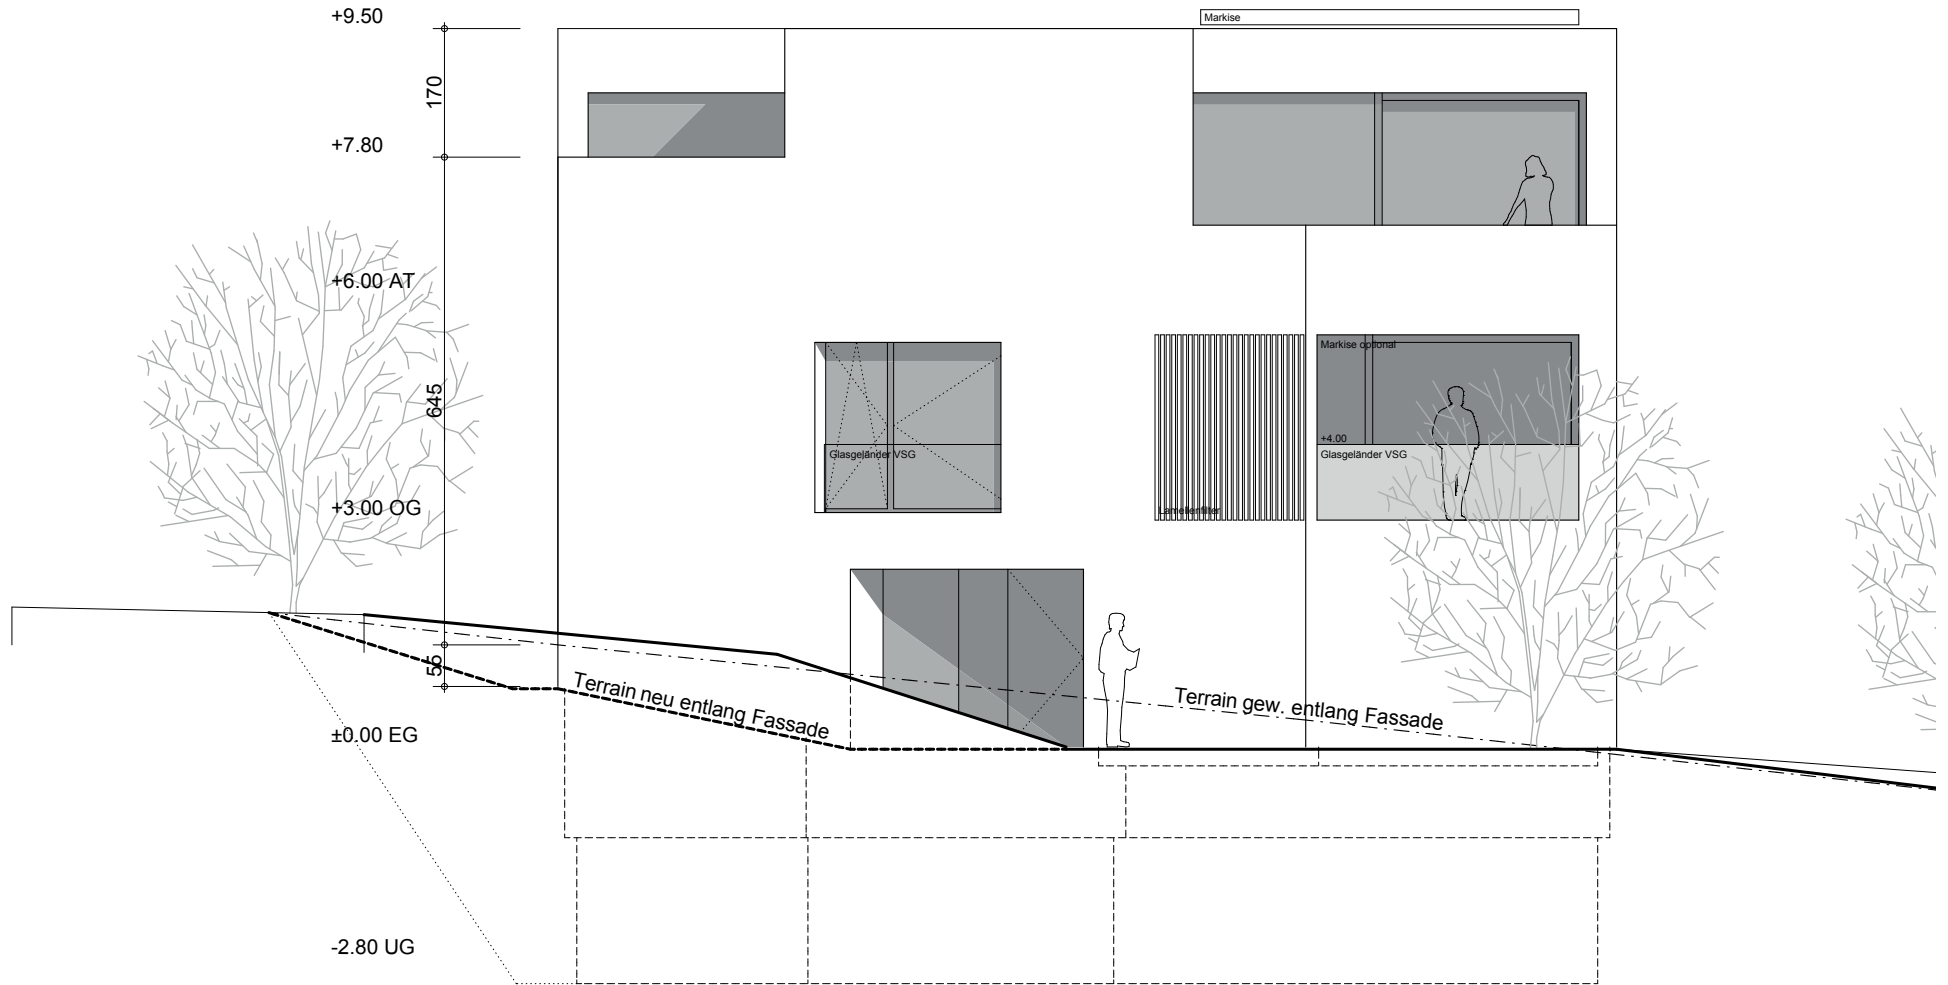 +9.50
Markise
170
+7.80
+6.00 AT
Markise optional
645
+4.00
Glasgeländer VSG
Glasgeländer VSG
+3.00 OG
Lamellenfilter
55
Terrain neu entlang Fassade
Terrain gew. entlang Fassade
±0.00 EG
-2.80 UG